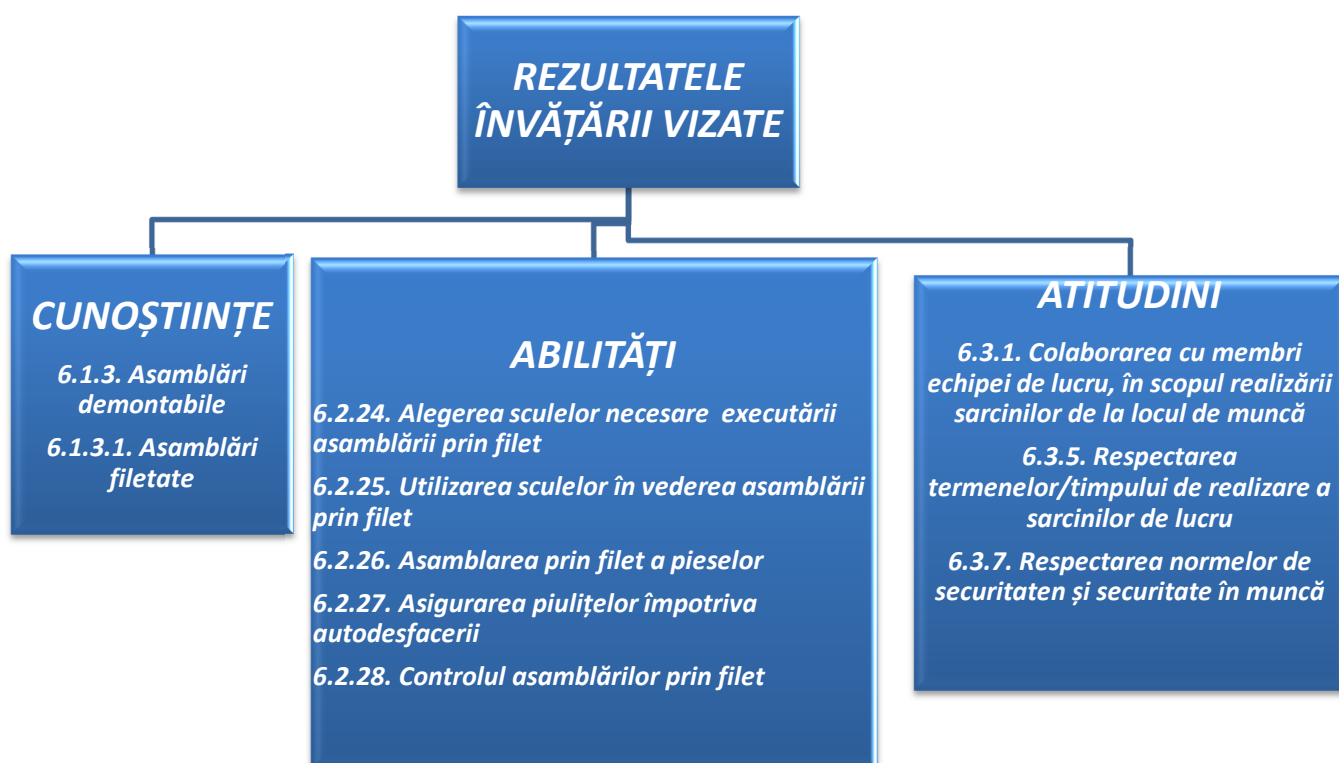 REZULTATELE
ÎNVĂȚĂRII VIZATE
CUNOȘTIINȚE
6.1.3. Asamblări
demontabile
6.1.3.1. Asamblări
filetate
ABILITĂȚI
6.2.24. Alegerea sculelor necesare executării
asamblării prin filet
6.2.25. Utilizarea sculelor în vederea asamblării
prin filet
6.2.26. Asamblarea prin filet a pieselor
6.2.27. Asigurarea piulițelor împotriva
autodesfacerii
6.2.28. Controlul asamblărilor prin filet
ATITUDINI
6.3.1. Colaborarea cu membri
echipei de lucru, în scopul realizării
sarcinilor de la locul de muncă
6.3.5. Respectarea
termenelor/timpului de realizare a
sarcinilor de lucru
6.3.7. Respectarea normelor de
securitaten și securitate în muncă